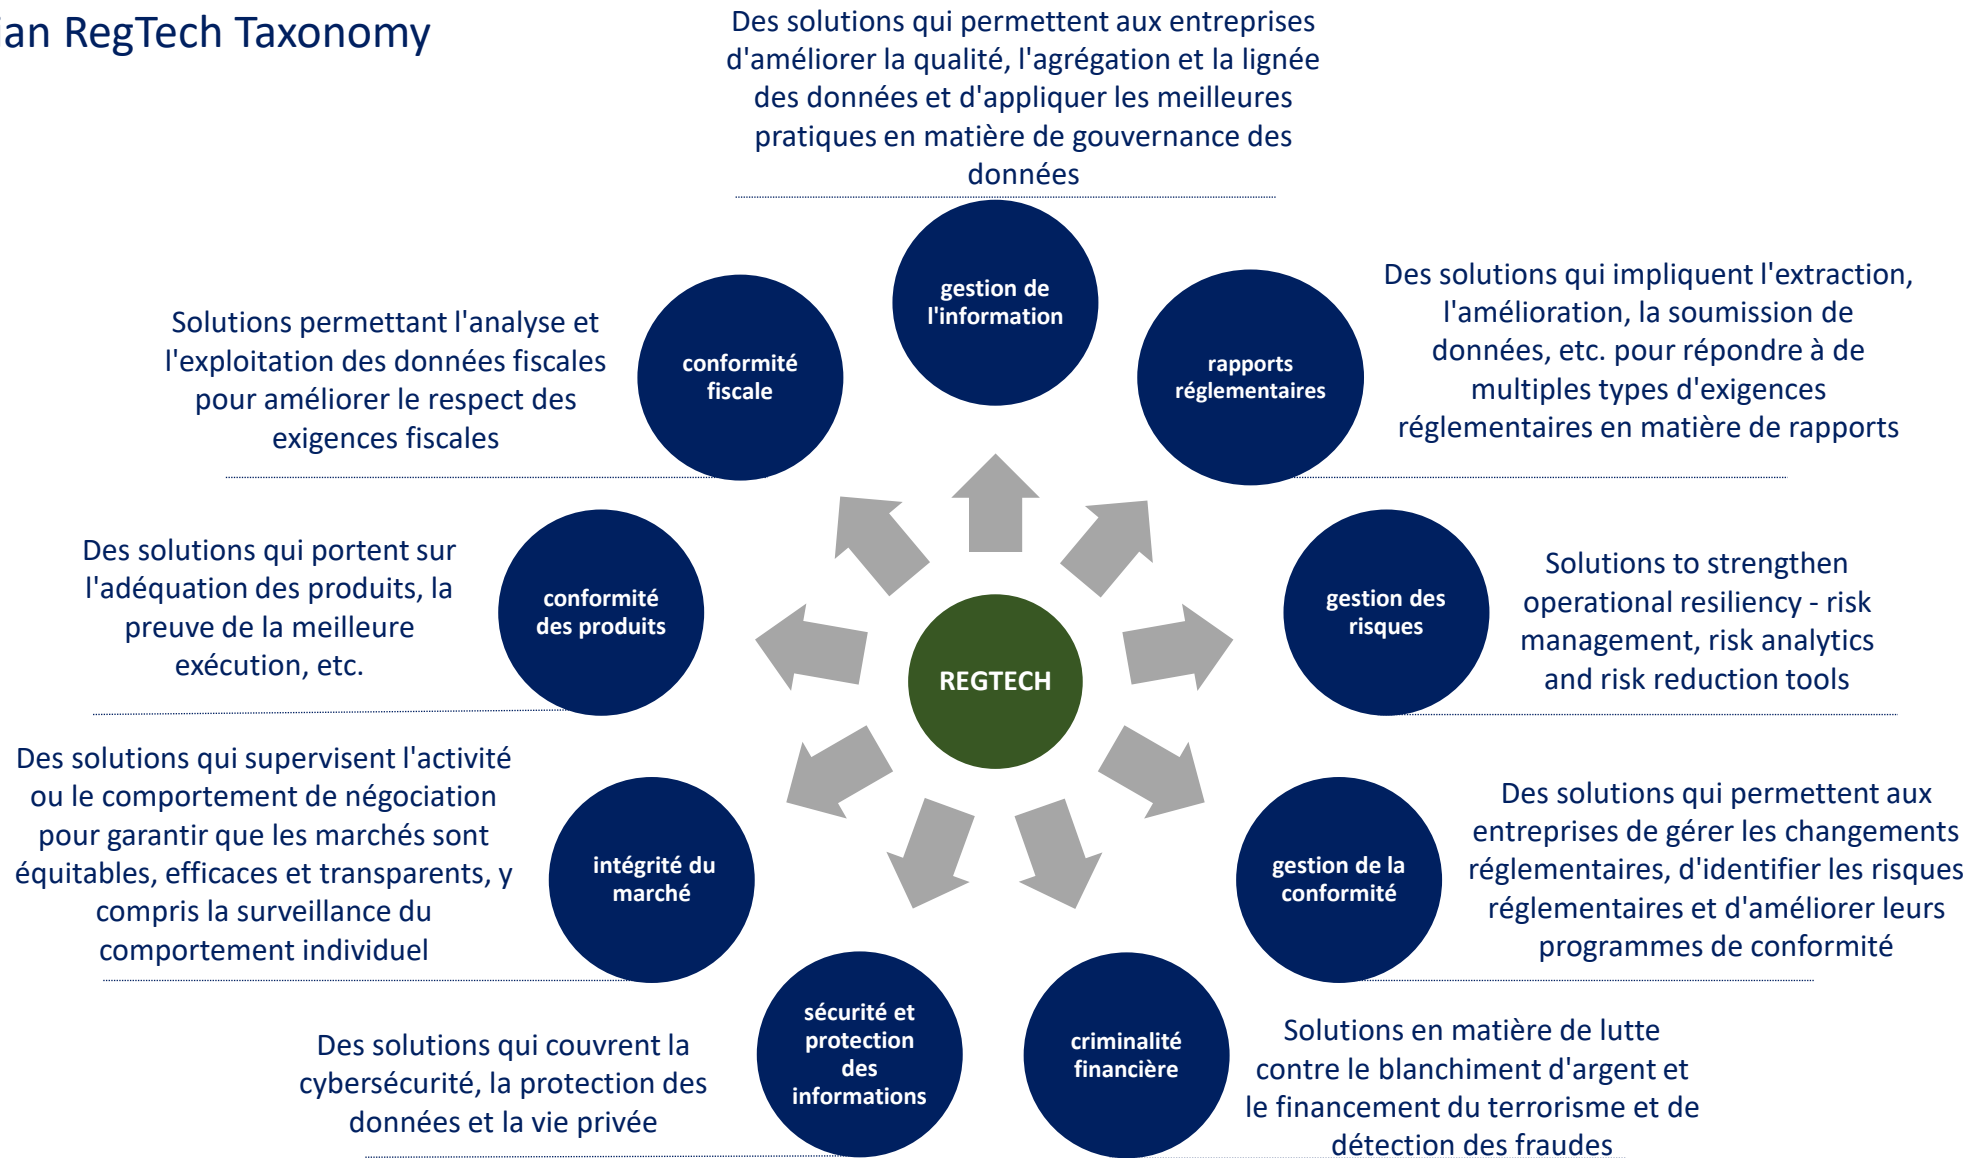 ian RegTech Taxonomy
Des solutions qui permettent aux entreprises
d'améliorer la qualité, l'agrégation et la lignée
des données et d'appliquer les meilleures
pratiques en matière de gouvernance des
données
gestion de
l'information
rapports
réglementaires
Des solutions qui impliquent l'extraction,
l'amélioration, la soumission de
données, etc. pour répondre à de
multiples types d'exigences
réglementaires en matière de rapports
gestion des
risques
Solutions to strengthen
operational resiliency - risk
management, risk analytics
and risk reduction tools
gestion de la
conformité
Des solutions qui permettent aux
entreprises de gérer les changements
réglementaires, d'identifier les risques
réglementaires et d'améliorer leurs
programmes de conformité
criminalité
financière
Solutions en matière de lutte
contre le blanchiment d'argent et
le financement du terrorisme et de
détection des fraudes
sécurité et
protection
des
informations
Des solutions qui couvrent la
cybersécurité, la protection des
données et la vie privée
intégrité du
marché
Des solutions qui supervisent l'activité
ou le comportement de négociation
pour garantir que les marchés sont
équitables, efficaces et transparents, y
compris la surveillance du
comportement individuel
conformité
des produits
Des solutions qui portent sur
l'adéquation des produits, la
preuve de la meilleure
exécution, etc.
conformité
fiscale
Solutions permettant l'analyse et
l'exploitation des données fiscales
pour améliorer le respect des
exigences fiscales
REGTECH